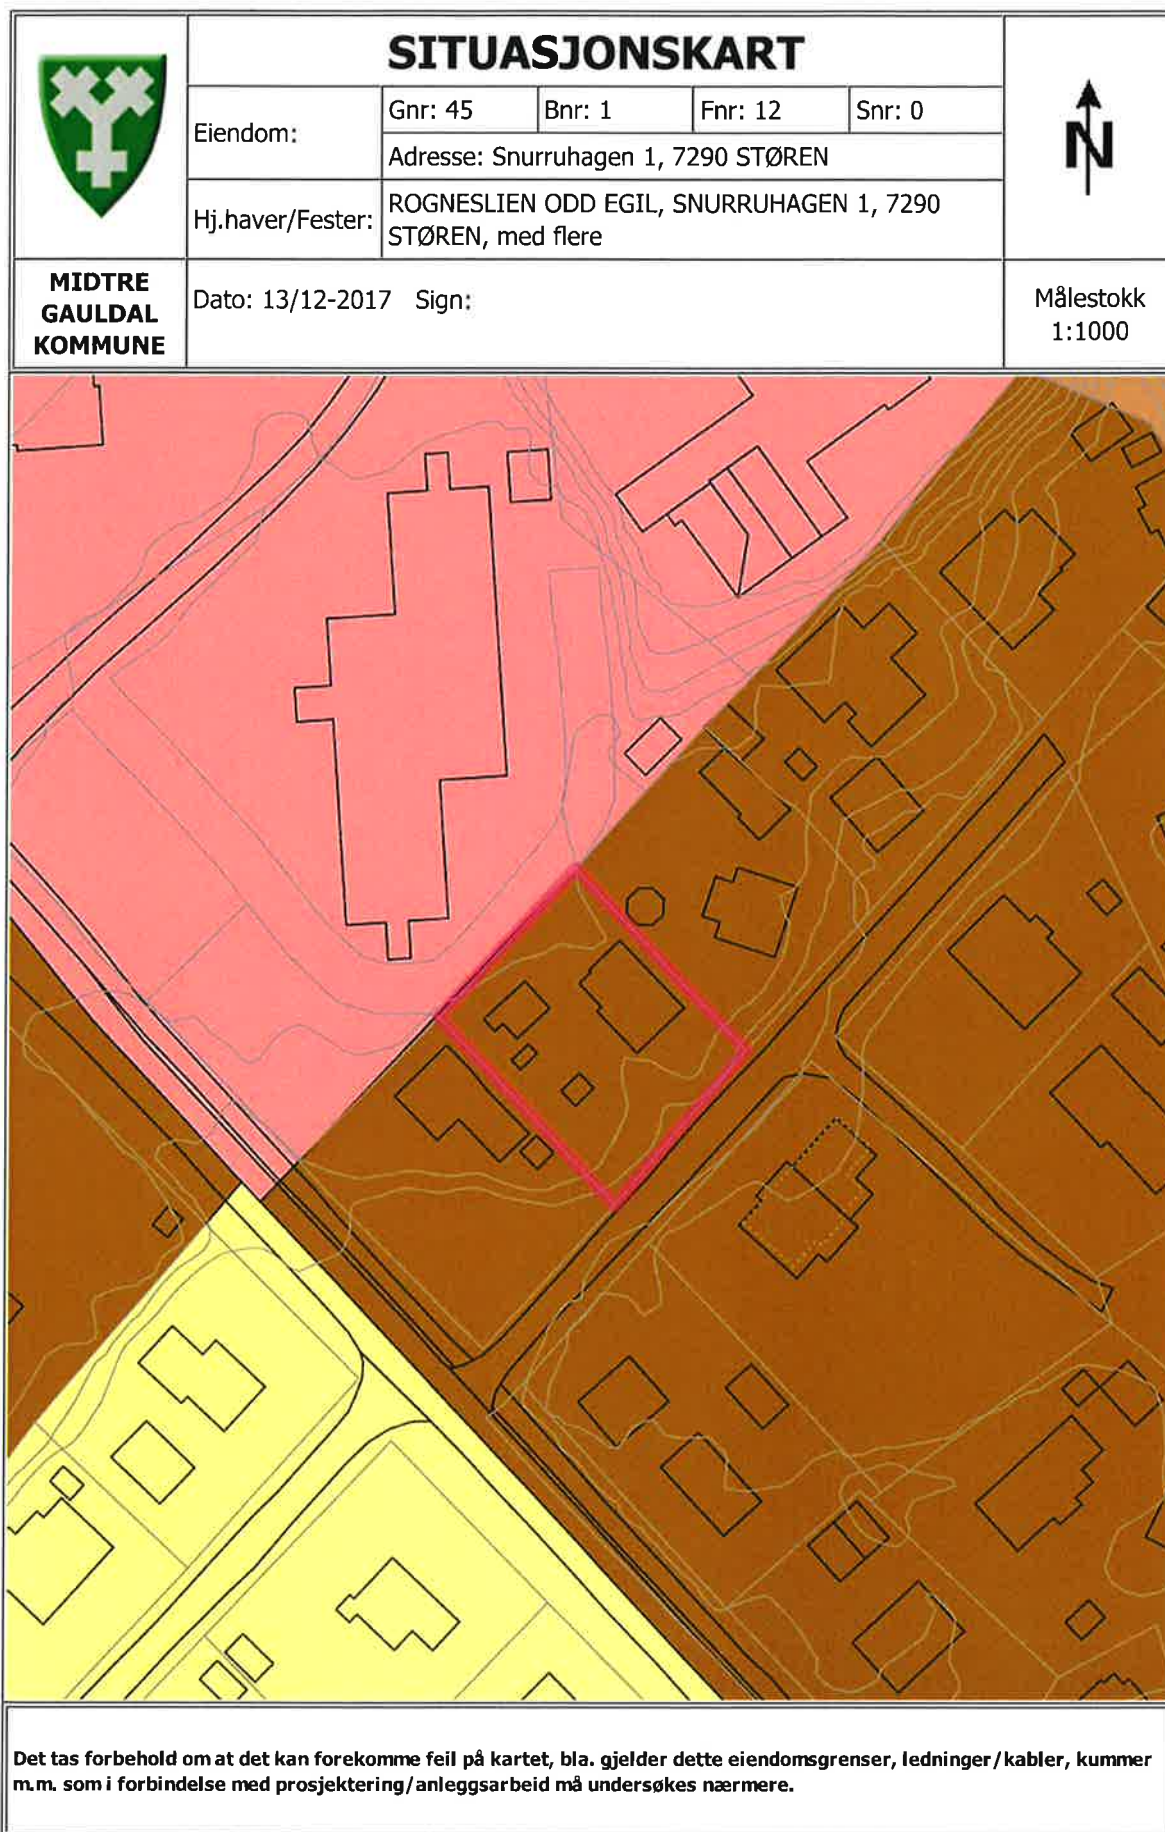 SITUASJONSKART
Eiendom:
Gnr: 45
Bnr: 1
Fnr: 12
Snr: 0
Adresse: Snurruhagen 1, 7290 STØREN
Hj.haver/Fester:
ROGNESLIEN ODD EGIL, SNURRUHAGEN 1, 7290
STØREN, med flere
N
MIDTRE
GAULDAL
KOMMUNE
Dato: 13/12-2017 Sign:
Målestokk
1:1000
Det tas forbehold om at det kan forekomme feil på kartet, bla. gjelder dette eiendomsgrenser, ledninger/kabler, kummer
m.m. som i forbindelse med prosjektering/anleggsarbeid må undersøkes nærmere.